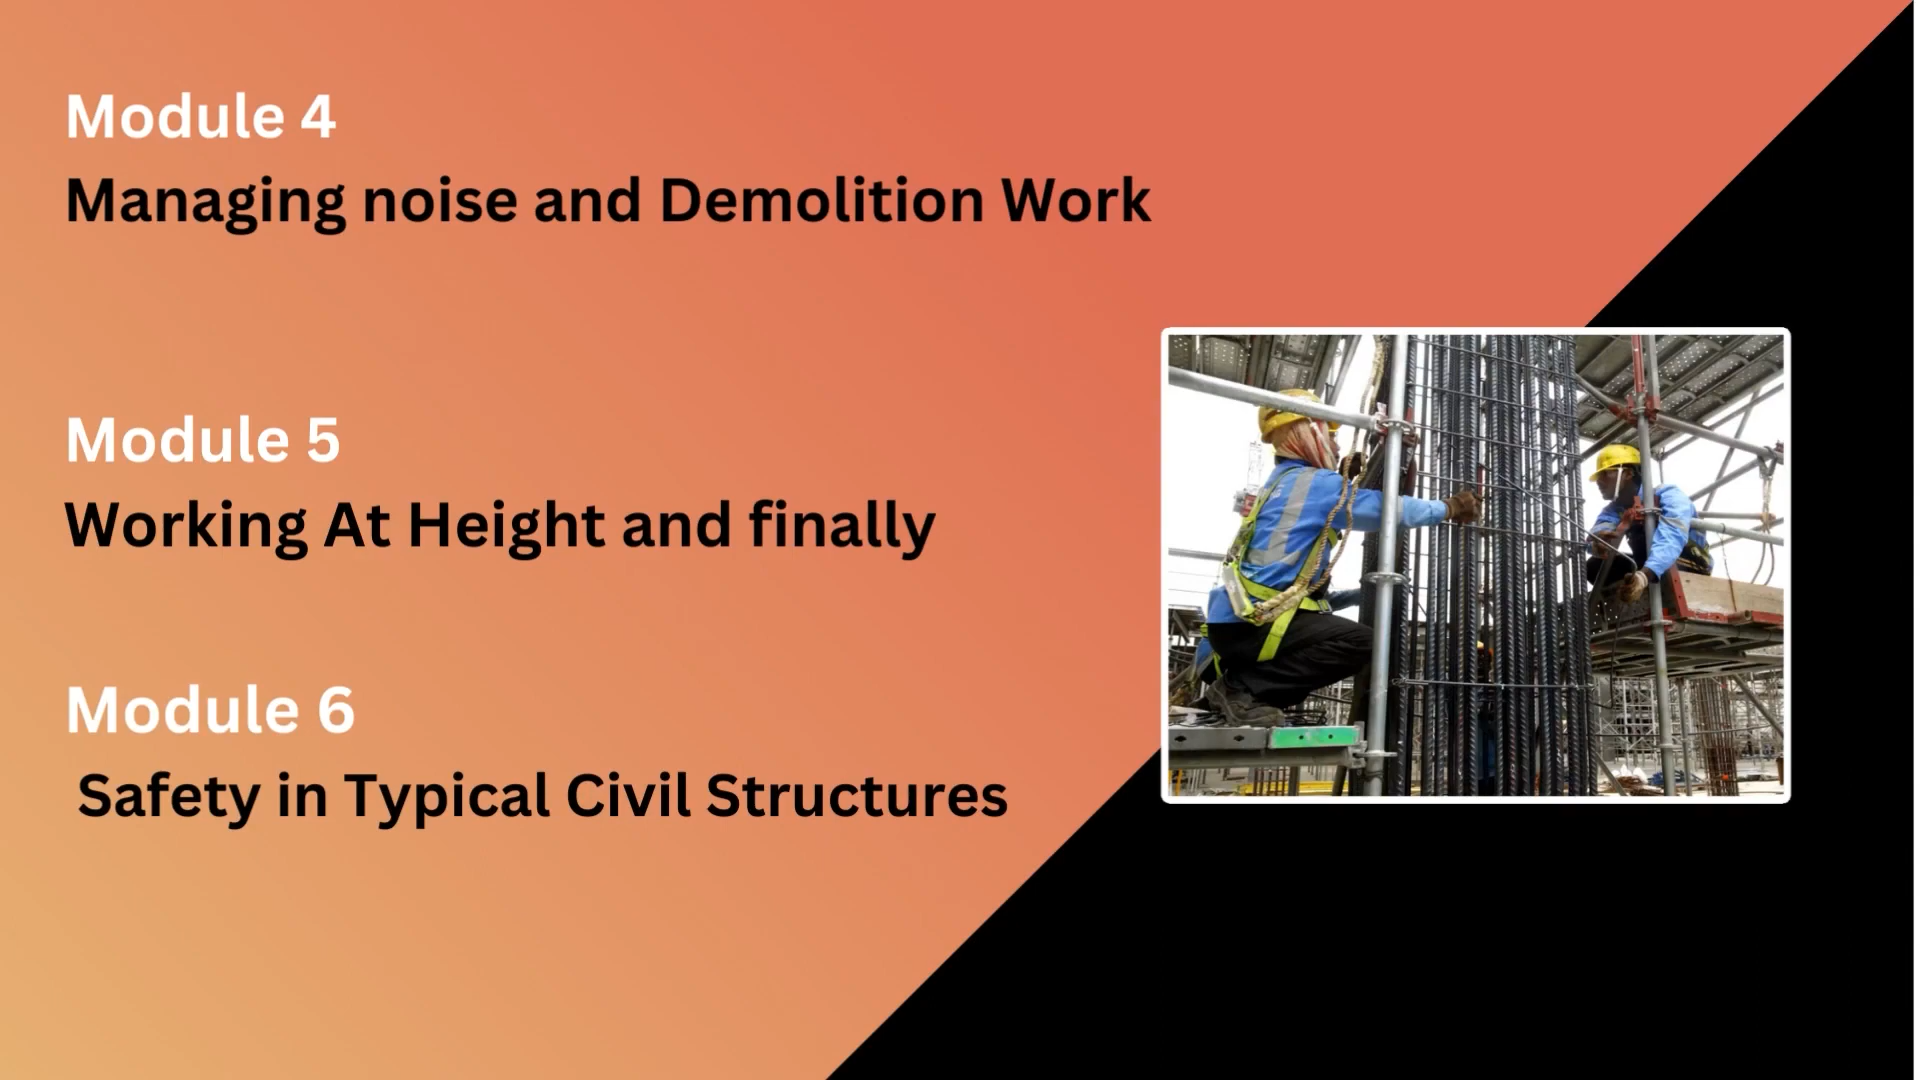 Module 4
Managing noise and Demolition Work
Module 5
Working At Height and finally
Module 6
Safety in Typical Civil Structures